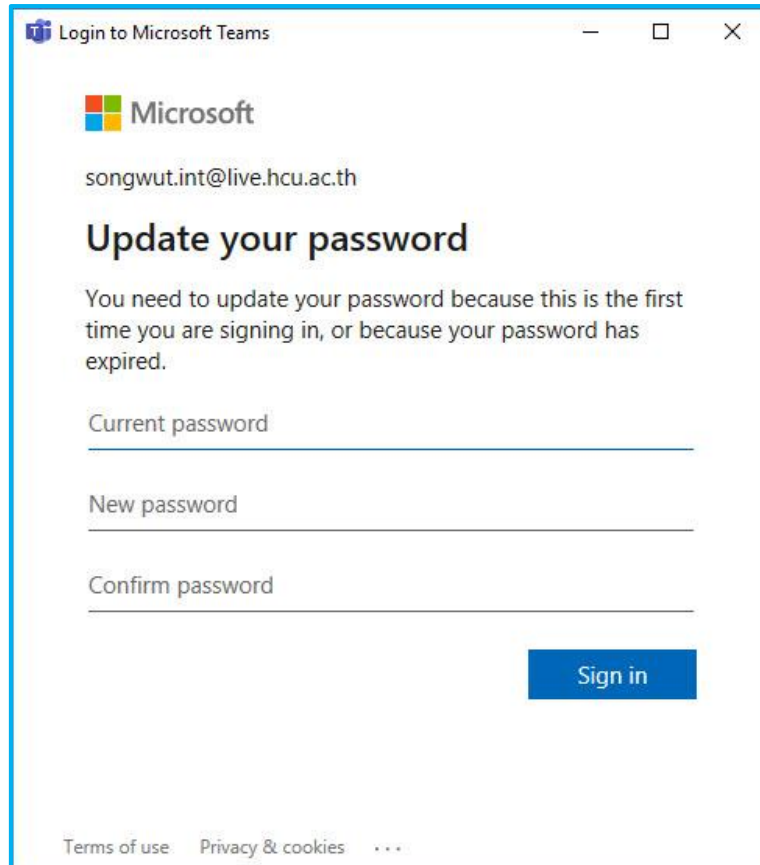 Login to Microsoft Teams
Microsoft
songwut.int@live.hcu.ac.th
Update your password
You need to update your password because this is the first
time you are signing in, or because your password has
expired.
Current password
New password
Confirm password
Sign in
Terms of use Privacy & cookies ...